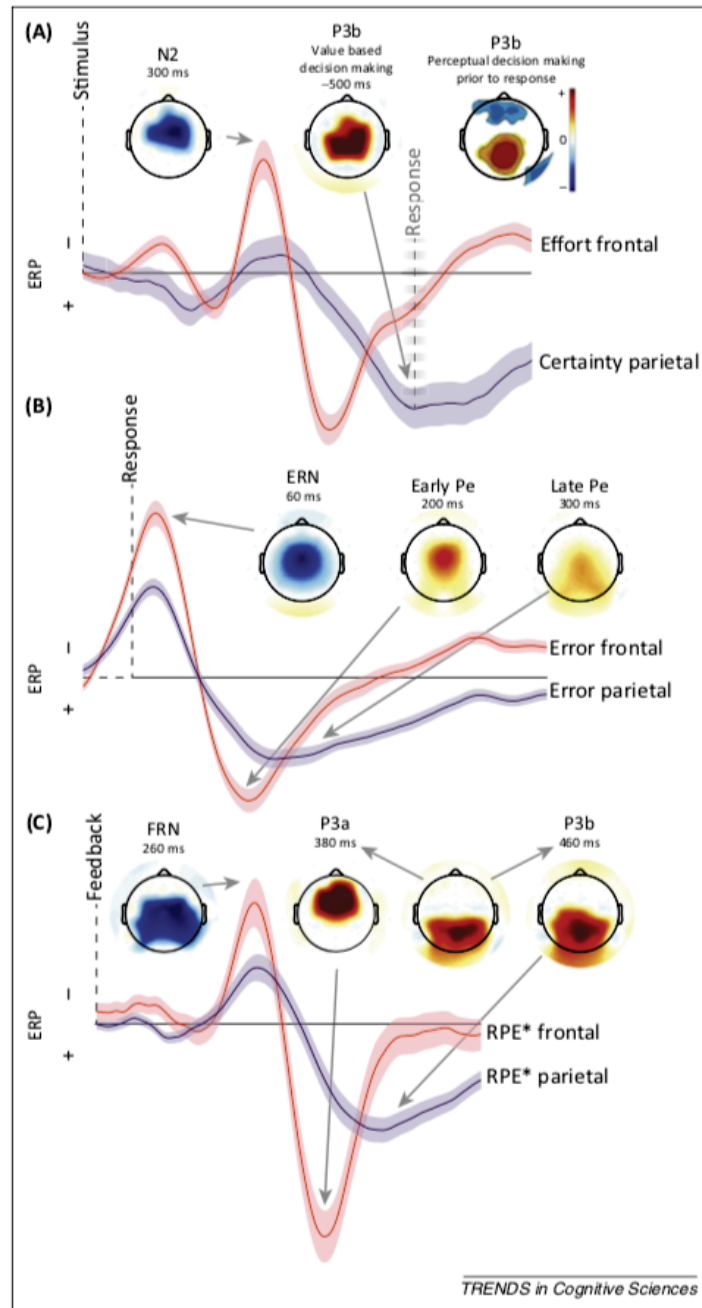 (A)
Stimulus
N2
300 ms
P3b
Value based
decision making
–500 ms
P3b
Perceptual decision making
prior to response
+
0
–
Response
–
ERP
+
Effort frontal
Certainty parietal
(B)
Response
ERN
60 ms
Early Pe
200 ms
Late Pe
300 ms
–
ERP
+
Error frontal
Error parietal
(C)
Feedback
FRN
260 ms
P3a
380 ms
P3b
460 ms
–
ERP
+
RPE* frontal
RPE* parietal
TRENDS in Cognitive Sciences